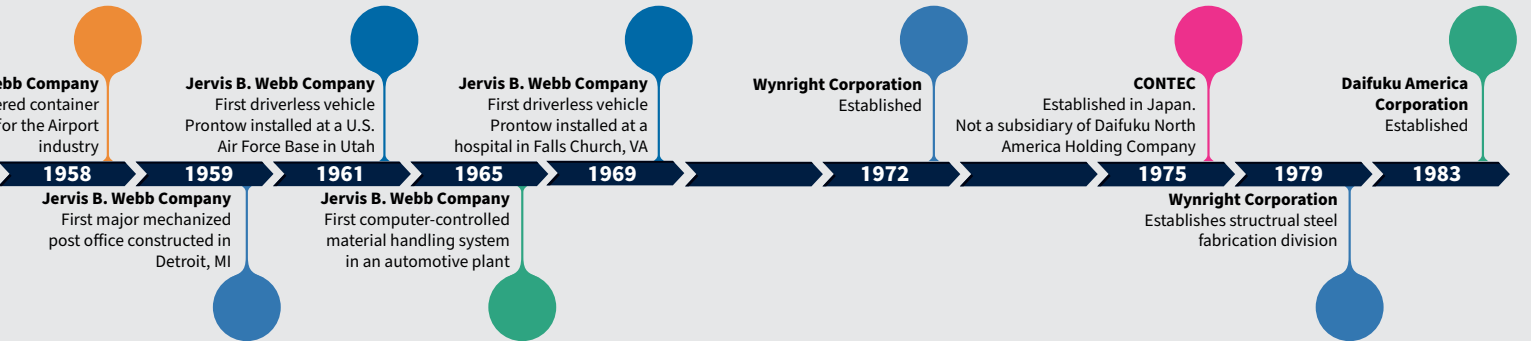 ebb Company
ered container
for the Airport
industry
Jervis B. Webb Company
First driverless vehicle
Prontow installed at a U.S.
Air Force Base in Utah
Jervis B. Webb Company
First driverless vehicle
Prontow installed at a
hospital in Falls Church, VA
Wynright Corporation
Established
CONTEC
Established in Japan.
Not a subsidiary of Daifuku North
America Holding Company
Daifuku America
Corporation
Established
1958 1959 1961 1965 1969 1972 1975 1979 1983
Jervis B. Webb Company
First major mechanized
post office constructed in
Detroit, MI
Jervis B. Webb Company
First computer-controlled
material handling system
in an automotive plant
Wynright Corporation
Establishes structrual steel
fabrication division